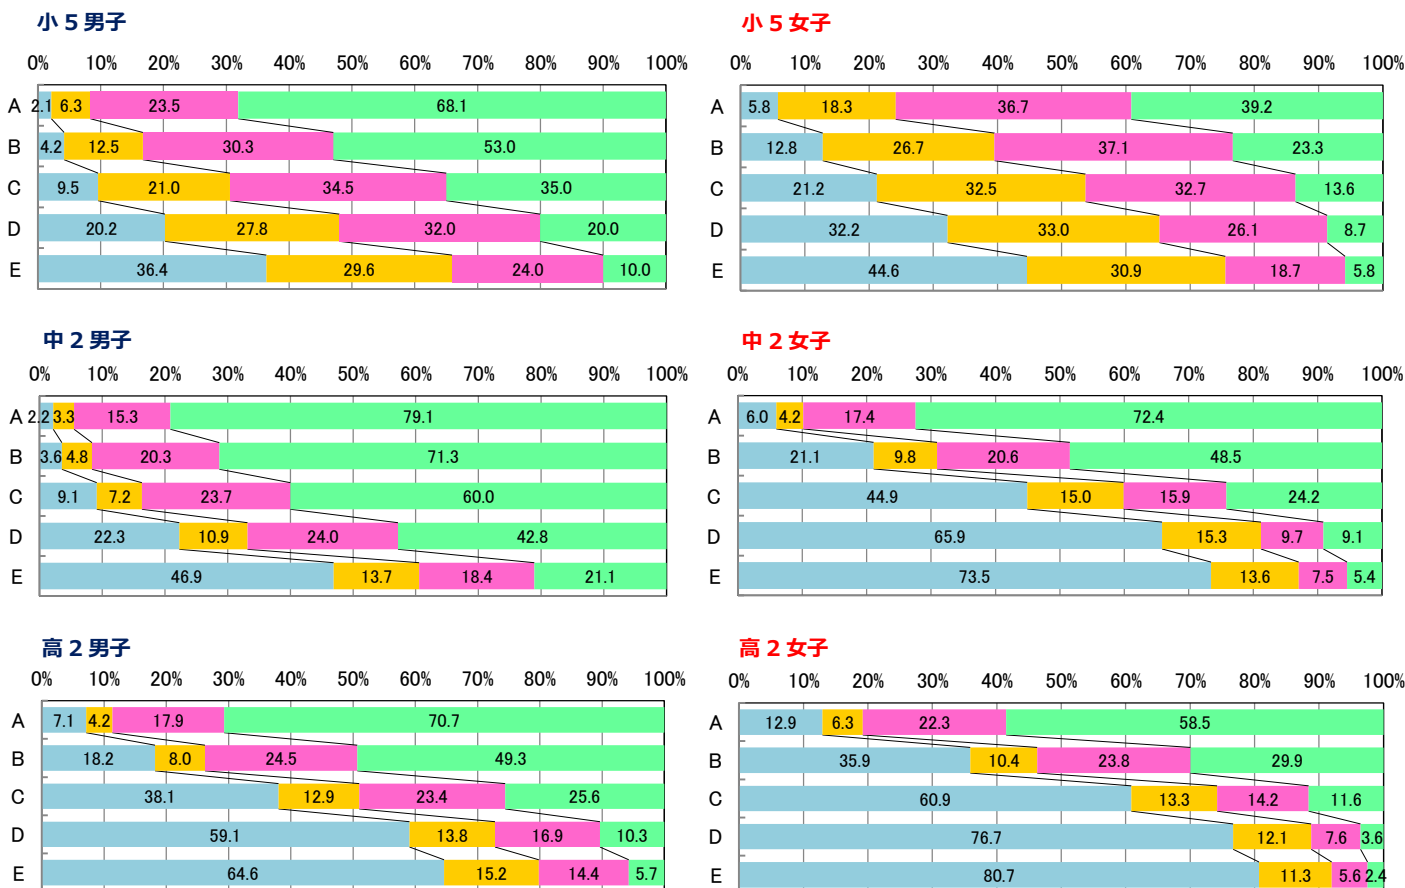 小5男子
0% 10% 20% 30% 40% 50% 60% 70% 80% 90% 100%
A 2.1 6.3 23.5 68.1
B 4.2 12.5 30.3 53.0
C 9.5 21.0 34.5 35.0
D 20.2 27.8 32.0 20.0
E 36.4 29.6 24.0 10.0
小5女子
0% 10% 20% 30% 40% 50% 60% 70% 80% 90% 100%
A 5.8 18.3 36.7 39.2
B 12.8 26.7 37.1 23.3
C 21.2 32.5 32.7 13.6
D 32.2 33.0 26.1 8.7
E 44.6 30.9 18.7 5.8
中2男子
0% 10% 20% 30% 40% 50% 60% 70% 80% 90% 100%
A 2.2 3.3 15.3 79.1
B 3.6 4.8 20.3 71.3
C 9.1 7.2 23.7 60.0
D 22.3 10.9 24.0 42.8
E 46.9 13.7 18.4 21.1
中2女子
0% 10% 20% 30% 40% 50% 60% 70% 80% 90% 100%
A 6.0 4.2 17.4 72.4
B 21.1 9.8 20.6 48.5
C 44.9 15.0 15.9 24.2
D 65.9 15.3 9.7 9.1
E 73.5 13.6 7.5 5.4
高2男子
0% 10% 20% 30% 40% 50% 60% 70% 80% 90% 100%
A 7.1 4.2 17.9 70.7
B 18.2 8.0 24.5 49.3
C 38.1 12.9 23.4 25.6
D 59.1 13.8 16.9 10.3
E 64.6 15.2 14.4 5.7
高2女子
0% 10% 20% 30% 40% 50% 60% 70% 80% 90% 100%
A 12.9 6.3 22.3 58.5
B 35.9 10.4 23.8 29.9
C 60.9 13.3 14.2 11.6
D 76.7 12.1 7.6 3.6
E 80.7 11.3 5.6 2.4